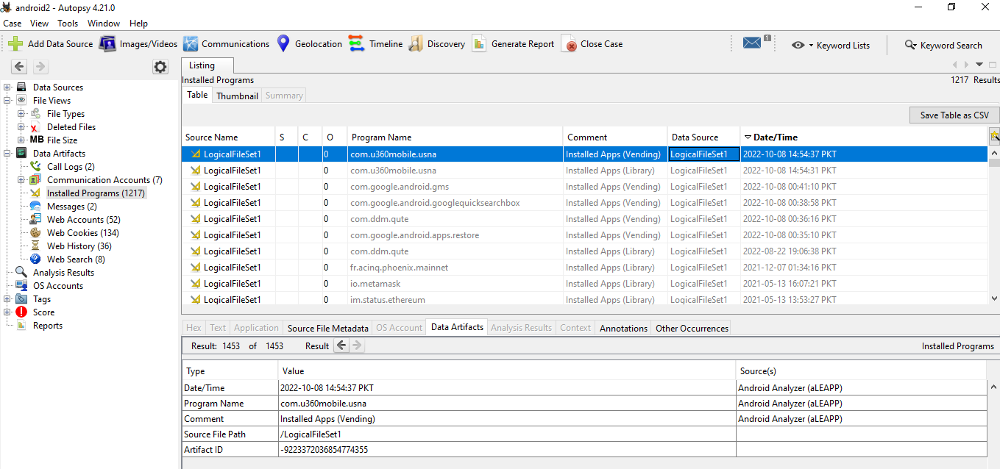 android2 - Autopsy 4.21.0
Case View Tools Window Help
Add Data Source Images/Videos Communications Geolocation Timeline Discovery Generate Report Close Case 1 Keyword Lists Keyword Search
Data Sources
File Views
File Types
Deleted Files
MB File Size
Data Artifacts
Call Logs (2)
Communication Accounts (7)
Installed Programs (1217)
Messages (2)
Web Accounts (52)
Web Cookies (134)
Web History (36)
Web Search (8)
Analysis Results
OS Accounts
Tags
Score
Reports
Listing
Installed Programs 1217 Results
Table Thumbnail Summary
Save Table as CSV
Source Name S C O Program Name Comment Data Source Date/Time
LogicalFileSet1 0 com.u360mobile.usna Installed Apps (Vending) LogicalFileSet1 2022-10-08 14:54:37 PKT
LogicalFileSet1 0 com.u360mobile.usna Installed Apps (Library) LogicalFileSet1 2022-10-08 14:54:31 PKT
LogicalFileSet1 0 com.google.android.gms Installed Apps (Vending) LogicalFileSet1 2022-10-08 00:41:10 PKT
LogicalFileSet1 0 com.google.android.googlequicksearchbox Installed Apps (Vending) LogicalFileSet1 2022-10-08 00:38:58 PKT
LogicalFileSet1 0 com.ddm.qute Installed Apps (Vending) LogicalFileSet1 2022-10-08 00:36:16 PKT
LogicalFileSet1 0 com.google.android.apps.restore Installed Apps (Vending) LogicalFileSet1 2022-10-08 00:35:10 PKT
LogicalFileSet1 0 com.ddm.qute Installed Apps (Library) LogicalFileSet1 2022-08-22 19:06:38 PKT
LogicalFileSet1 0 fr.acinq.phoenix.mainnet Installed Apps (Library) LogicalFileSet1 2021-12-07 01:34:16 PKT
LogicalFileSet1 0 io.metamask Installed Apps (Library) LogicalFileSet1 2021-05-13 16:07:21 PKT
LogicalFileSet1 0 im.status.ethereum Installed Apps (Library) LogicalFileSet1 2021-05-13 13:53:27 PKT
Hex Text Application Source File Metadata OS Account Data Artifacts Analysis Results Context Annotations Other Occurrences
Result: 1453 of 1453 Result Installed Programs
Type Value Source(s)
Date/Time 2022-10-08 14:54:37 PKT Android Analyzer (aLEAPP)
Program Name com.u360mobile.usna Android Analyzer (aLEAPP)
Comment Installed Apps (Vending) Android Analyzer (aLEAPP)
Source File Path /LogicalFileSet1
Artifact ID -9223372036854774355